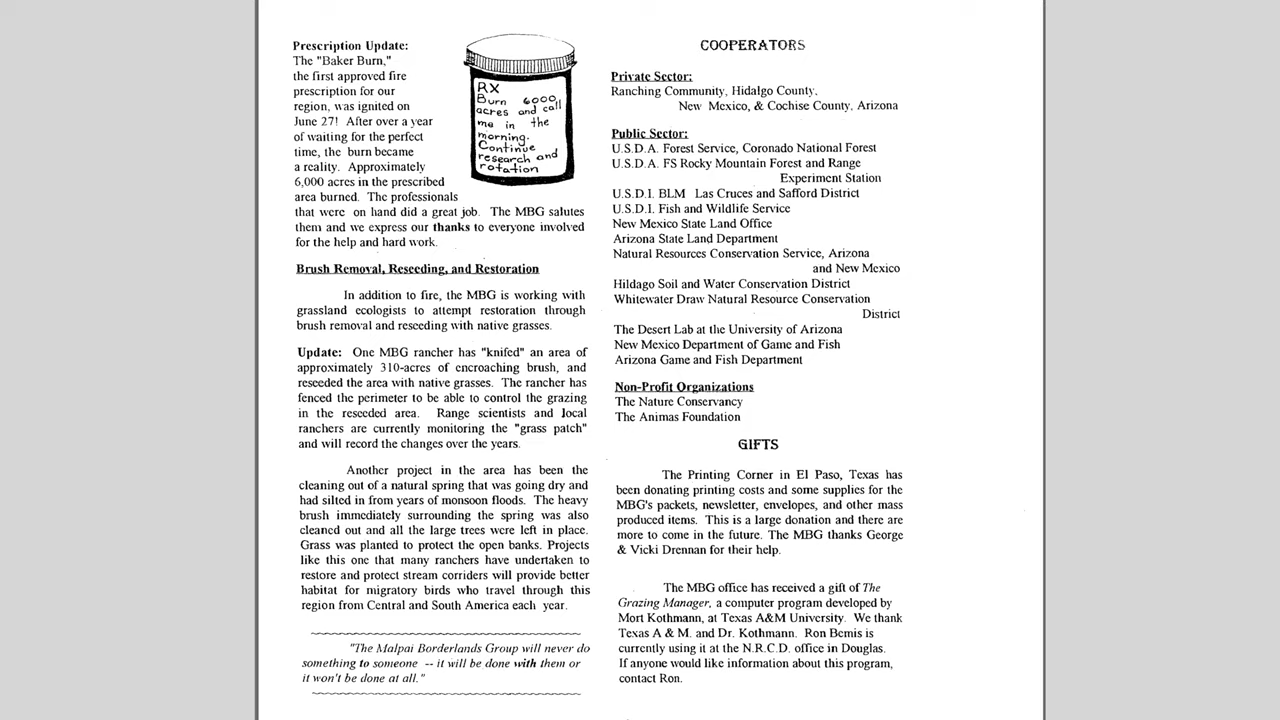 Prescription Update:
The "Baker Burn,"
the first approved fire
prescription for our
region, was ignited on
June 27! After over a year
of waiting for the perfect
time, the burn became
a reality. Approximately
6,000 acres in the prescribed
area burned. The professionals
that were on hand did a great job. The MBG salutes
them and we express our thanks to everyone involved
for the help and hard work.
RX
Burn 6000
acres and call
me in the
morning.
Continue
research and
rotation
Brush Removal, Reseeding, and Restoration
In addition to fire, the MBG is working with
grassland ecologists to attempt restoration through
brush removal and reseeding with native grasses.
Update: One MBG rancher has "knifed" an area of
approximately 310-acres of encroaching brush, and
reseeded the area with native grasses. The rancher has
fenced the perimeter to be able to control the grazing
in the reseeded area. Range scientists and local
ranchers are currently monitoring the "grass patch"
and will record the changes over the years.
Another project in the area has been the
cleaning out of a natural spring that was going dry and
had silted in from years of monsoon floods. The heavy
brush immediately surrounding the spring was also
cleaned out and all the large trees were left in place.
Grass was planted to protect the open banks. Projects
like this one that many ranchers have undertaken to
restore and protect stream corriders will provide better
habitat for migratory birds who travel through this
region from Central and South America each year.
"The Malpai Borderlands Group will never do
something to someone -- it will be done with them or
it won't be done at all."
COOPERATORS
Private Sector:
Ranching Community, Hidalgo County,
New Mexico, & Cochise County, Arizona
Public Sector:
U.S.D.A. Forest Service, Coronado National Forest
U.S.D.A. FS Rocky Mountain Forest and Range
Experiment Station
U.S.D.I. BLM Las Cruces and Safford District
U.S.D.I. Fish and Wildlife Service
New Mexico State Land Office
Arizona State Land Department
Natural Resources Conservation Service, Arizona
and New Mexico
Hildago Soil and Water Conservation District
Whitewater Draw Natural Resource Conservation
District
The Desert Lab at the University of Arizona
New Mexico Department of Game and Fish
Arizona Game and Fish Department
Non-Profit Organizations
The Nature Conservancy
The Animas Foundation
GIFTS
The Printing Corner in El Paso, Texas has
been donating printing costs and some supplies for the
MBG's packets, newsletter, envelopes, and other mass
produced items. This is a large donation and there are
more to come in the future. The MBG thanks George
& Vicki Drennan for their help.
The MBG office has received a gift of The
Grazing Manager, a computer program developed by
Mort Kothmann, at Texas A&M University. We thank
Texas A & M. and Dr. Kothmann. Ron Bemis is
currently using it at the N.R.C.D. office in Douglas.
If anyone would like information about this program,
contact Ron.